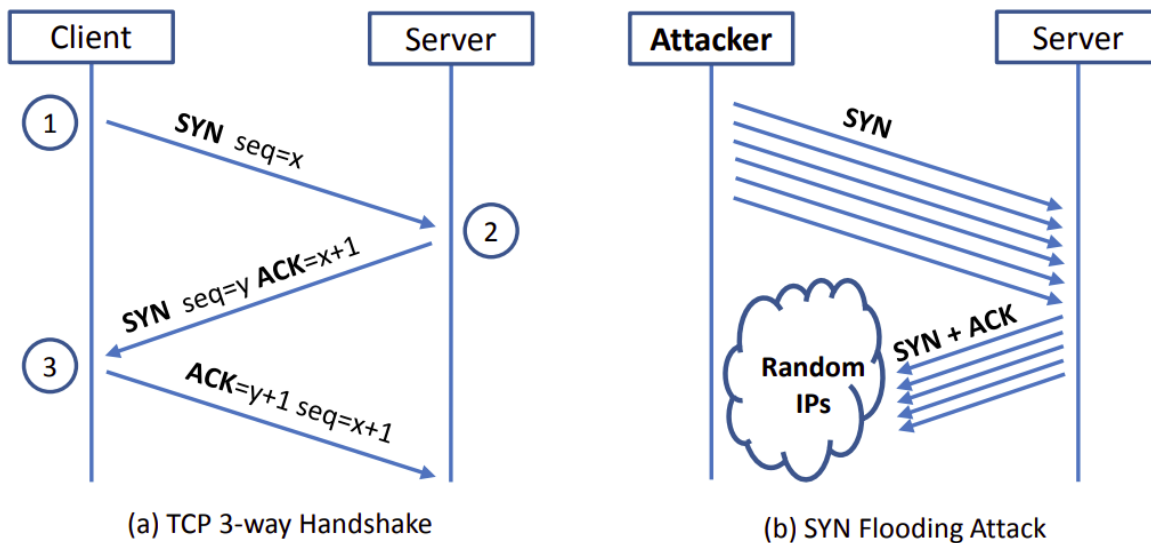 Client
Server
1
SYN seq=x
2
SYN seq=y ACK=x+1
3
ACK=y+1 seq=x+1
(a) TCP 3-way Handshake
Attacker
Server
SYN
SYN + ACK
Random
IPs
(b) SYN Flooding Attack